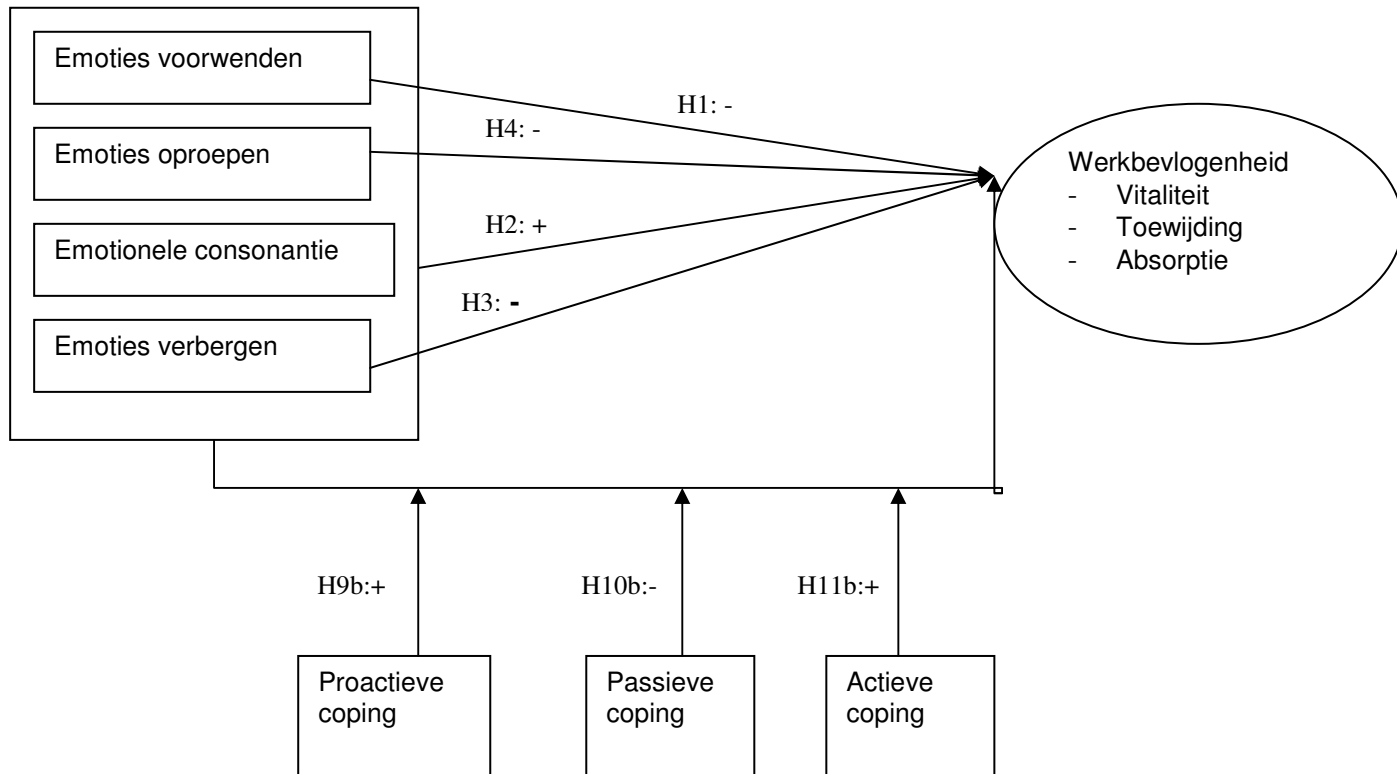 Emoties voorwenden
H1: -
H4: -
Emoties oproepen
Werkbevlogenheid
- Vitaliteit
- Toewijding
- Absorptie
H2: +
Emotionele consonantie
H3: -
Emoties verbergen
H9b:+
H10b:-
H11b:+
Proactieve
coping
Passieve
coping
Actieve
coping